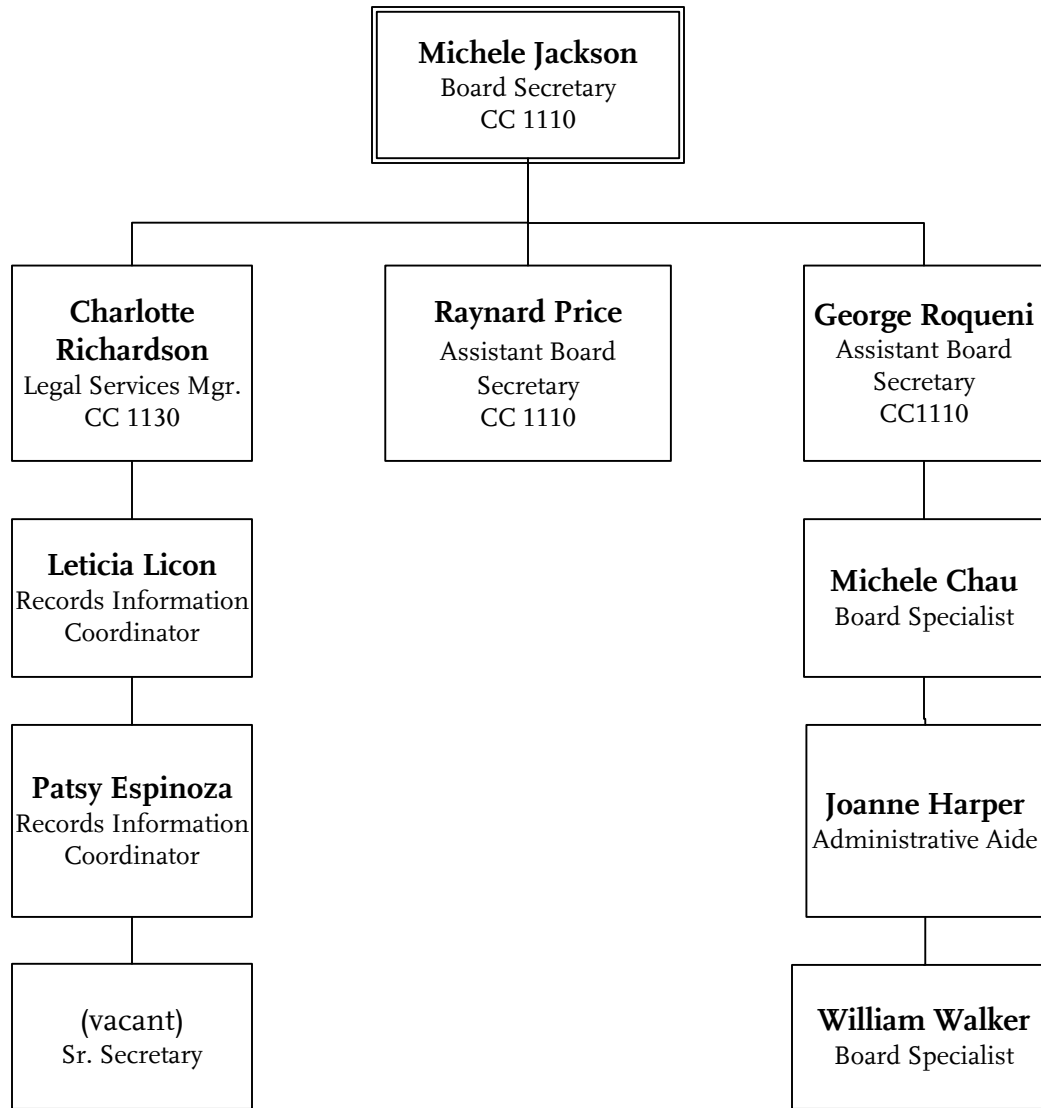 Michele Jackson
Board Secretary
CC 1110
Charlotte
Richardson
Legal Services Mgr.
CC 1130
Raynard Price
Assistant Board
Secretary
CC 1110
George Roqueni
Assistant Board
Secretary
CC1110
Leticia Licon
Records Information
Coordinator
Michele Chau
Board Specialist
Patsy Espinoza
Records Information
Coordinator
Joanne Harper
Administrative Aide
(vacant)
Sr. Secretary
William Walker
Board Specialist